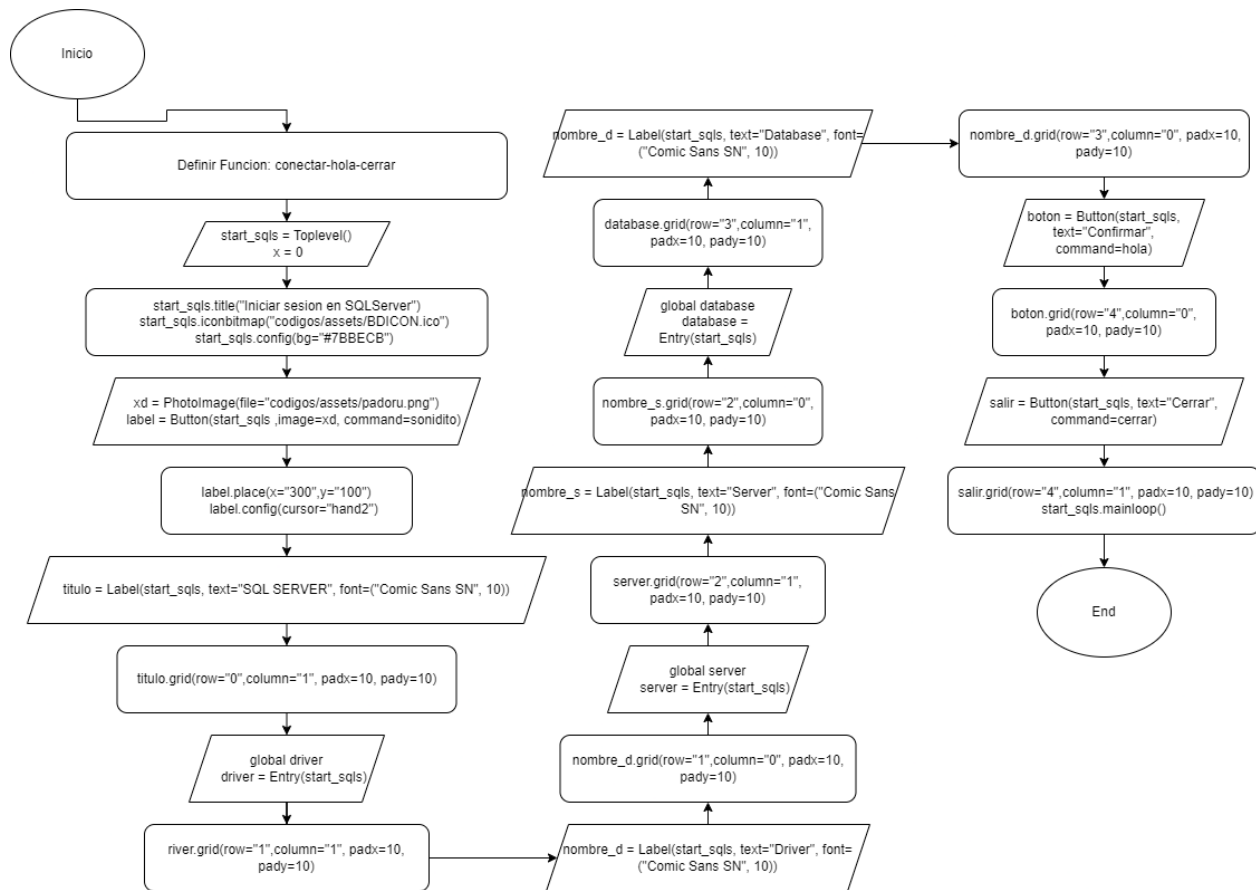 Inicio
Definir Funcion: conectar-hola-cerrar
start_sqls = Toplevel()
x = 0
start_sqls.title("Iniciar sesion en SQLServer")
start_sqls.iconbitmap("codigos/assets/BDICON.ico")
start_sqls.config(bg="#7BBECB")
xd = PhotoImage(file="codigos/assets/padoru.png")
label = Button(start_sqls ,image=xd, command=sonidito)
label.place(x="300",y="100")
label.config(cursor="hand2")
titulo = Label(start_sqls, text="SQL SERVER", font=("Comic Sans SN", 10))
titulo.grid(row="0",column="1", padx=10, pady=10)
global driver
driver = Entry(start_sqls)
river.grid(row="1",column="1", padx=10,
pady=10)
nombre_d = Label(start_sqls, text="Driver", font=
("Comic Sans SN", 10))
nombre_d.grid(row="1",column="0", padx=10,
pady=10)
global server
server = Entry(start_sqls)
server.grid(row="2",column="1",
padx=10, pady=10)
nombre_s = Label(start_sqls, text="Server", font=("Comic Sans
SN", 10))
nombre_s.grid(row="2",column="0",
padx=10, pady=10)
global database
database =
Entry(start_sqls)
database.grid(row="3",column="1",
padx=10, pady=10)
nombre_d = Label(start_sqls, text="Database", font=
("Comic Sans SN", 10))
nombre_d.grid(row="3",column="0", padx=10,
pady=10)
boton = Button(start_sqls,
text="Confirmar",
command=hola)
boton.grid(row="4",column="0",
padx=10, pady=10)
salir = Button(start_sqls, text="Cerrar",
command=cerrar)
salir.grid(row="4",column="1", padx=10, pady=10)
start_sqls.mainloop()
End